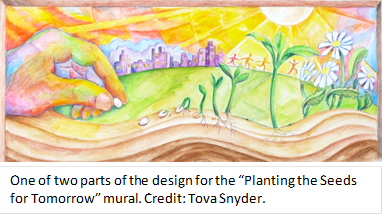 One of two parts of the design for the “Planting the Seeds
for Tomorrow” mural. Credit: Tova Snyder.